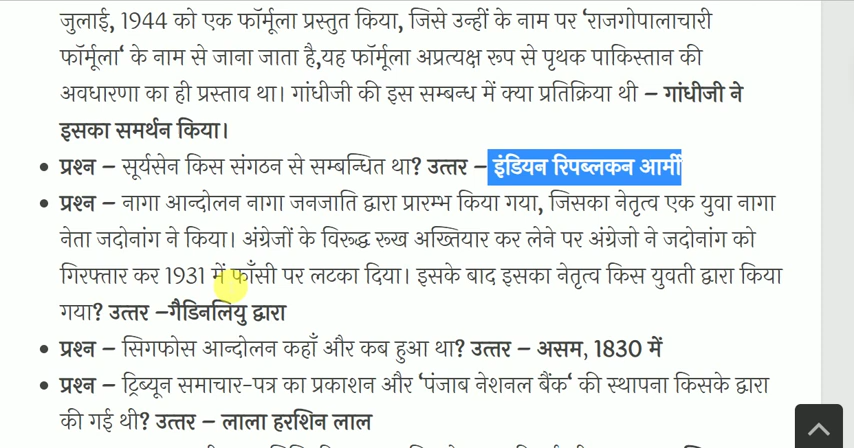 जुलाई, 1944 को एक फॉर्मूला प्रस्तुत किया, जिसे उन्हीं के नाम पर ‘राजगोपालाचारी
फॉर्मूला‘ के नाम से जाना जाता है,यह फॉर्मूला अप्रत्यक्ष रूप से पृथक पाकिस्तान की
अवधारणा का ही प्रस्ताव था। गांधीजी की इस सम्बन्ध में क्या प्रतिक्रिया थी – गांधीजी ने
इसका समर्थन किया।
• प्रश्न – सूर्यसेन किस संगठन से सम्बन्धित था? उत्तर – इंडियन रिपब्लकन आर्मी
• प्रश्न – नागा आन्दोलन नागा जनजाति द्वारा प्रारम्भ किया गया, जिसका नेतृत्व एक युवा नागा
नेता जदोनांग ने किया। अंग्रेजों के विरूद्ध रूख अख्तियार कर लेने पर अंग्रेजो ने जदोनांग को
गिरफ्तार कर 1931 में फाँसी पर लटका दिया। इसके बाद इसका नेतृत्व किस युवती द्वारा किया
गया? उत्तर –गैडिनलियु द्वारा
• प्रश्न – सिगफोस आन्दोलन कहाँ और कब हुआ था? उत्तर – असम, 1830 में
• प्रश्न – ट्रिब्यून समाचार-पत्र का प्रकाशन और ‘पंजाब नेशनल बैंक‘ की स्थापना किसके द्वारा
की गई थी? उत्तर – लाला हरशिन लाल